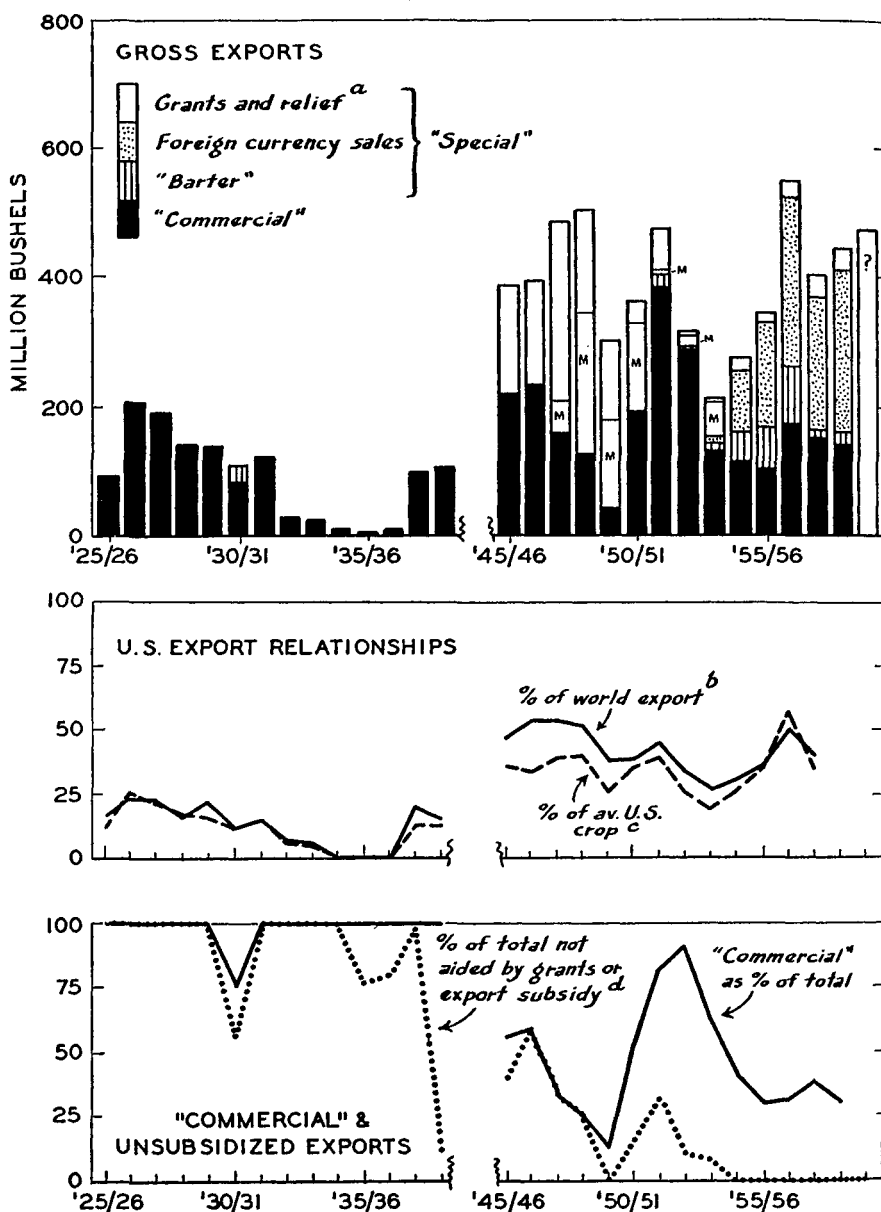 800
GROSS EXPORTS
Grants and relief a
Foreign currency sales
"Special"
"Barter"
"Commercial"
600
400
200
0
MILLION BUSHELS
M
M
M
M
M
M
M
?
'25/26 '30/31 '35/36 '45/46 '50/51 '55/56
100
75
50
25
0
U.S. EXPORT RELATIONSHIPS
% of world export b
% of av. U.S.
crop c
100
75
50
25
0
% of total not
aided by grants or
export subsidy d
"Commercial"
as % of total
"COMMERCIAL" &
UNSUBSIDIZED EXPORTS
'25/26 '30/31 '35/36 '45/46 '50/51 '55/56